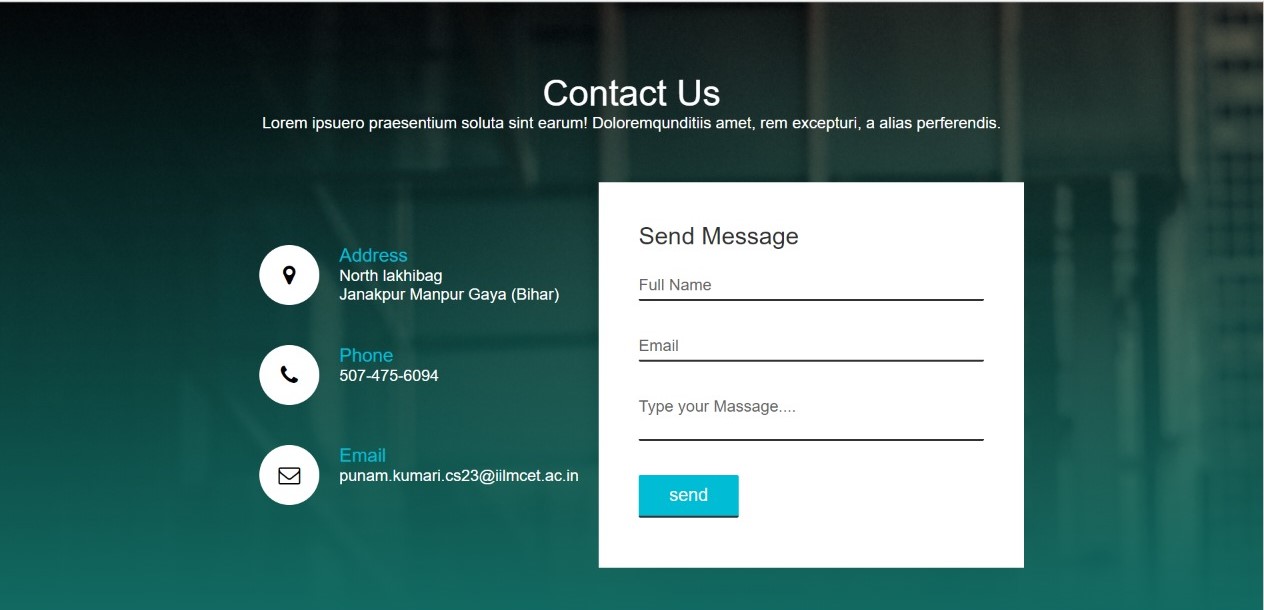 Contact Us
Lorem ipsuero praesentium soluta sint earum! Doloremqunditiis amet, rem excepturi, a alias perferendis.
Address
North lakhibag
Janakpur Manpur Gaya (Bihar)
Phone
507-475-6094
Email
punam.kumari.cs23@iilmcet.ac.in
Send Message
Full Name
Email
Type your Massage....
send